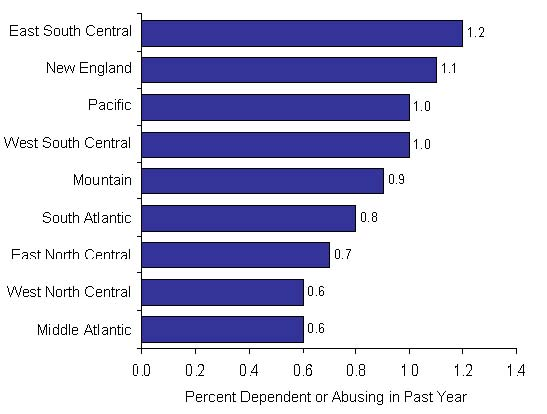 East South Central 1.2
New England 1.1
Pacific 1.0
West South Central 1.0
Mountain 0.9
South Atlantic 0.8
East North Central 0.7
West North Central 0.6
Middle Atlantic 0.6
0.0 0.2 0.4 0.6 0.8 1.0 1.2 1.4
Percent Dependent or Abusing in Past Year